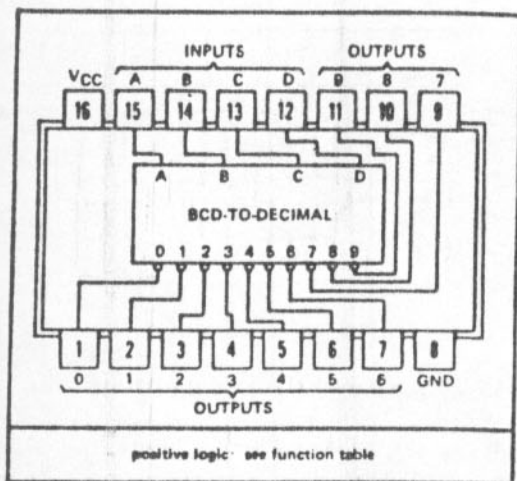 INPUTS OUTPUTS
VCC A B C D 9 8 7
16 15 14 13 12 11 10 9
A B C D
BCD-TO-DECIMAL
0 1 2 3 4 5 6 7 8 9
1 2 3 4 5 6 7 8
0 1 2 3 4 5 6 GND
OUTPUTS
positive logic: see function table